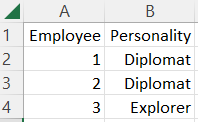 A B
1 Employee Personality
2 1 Diplomat
3 2 Diplomat
4 3 Explorer